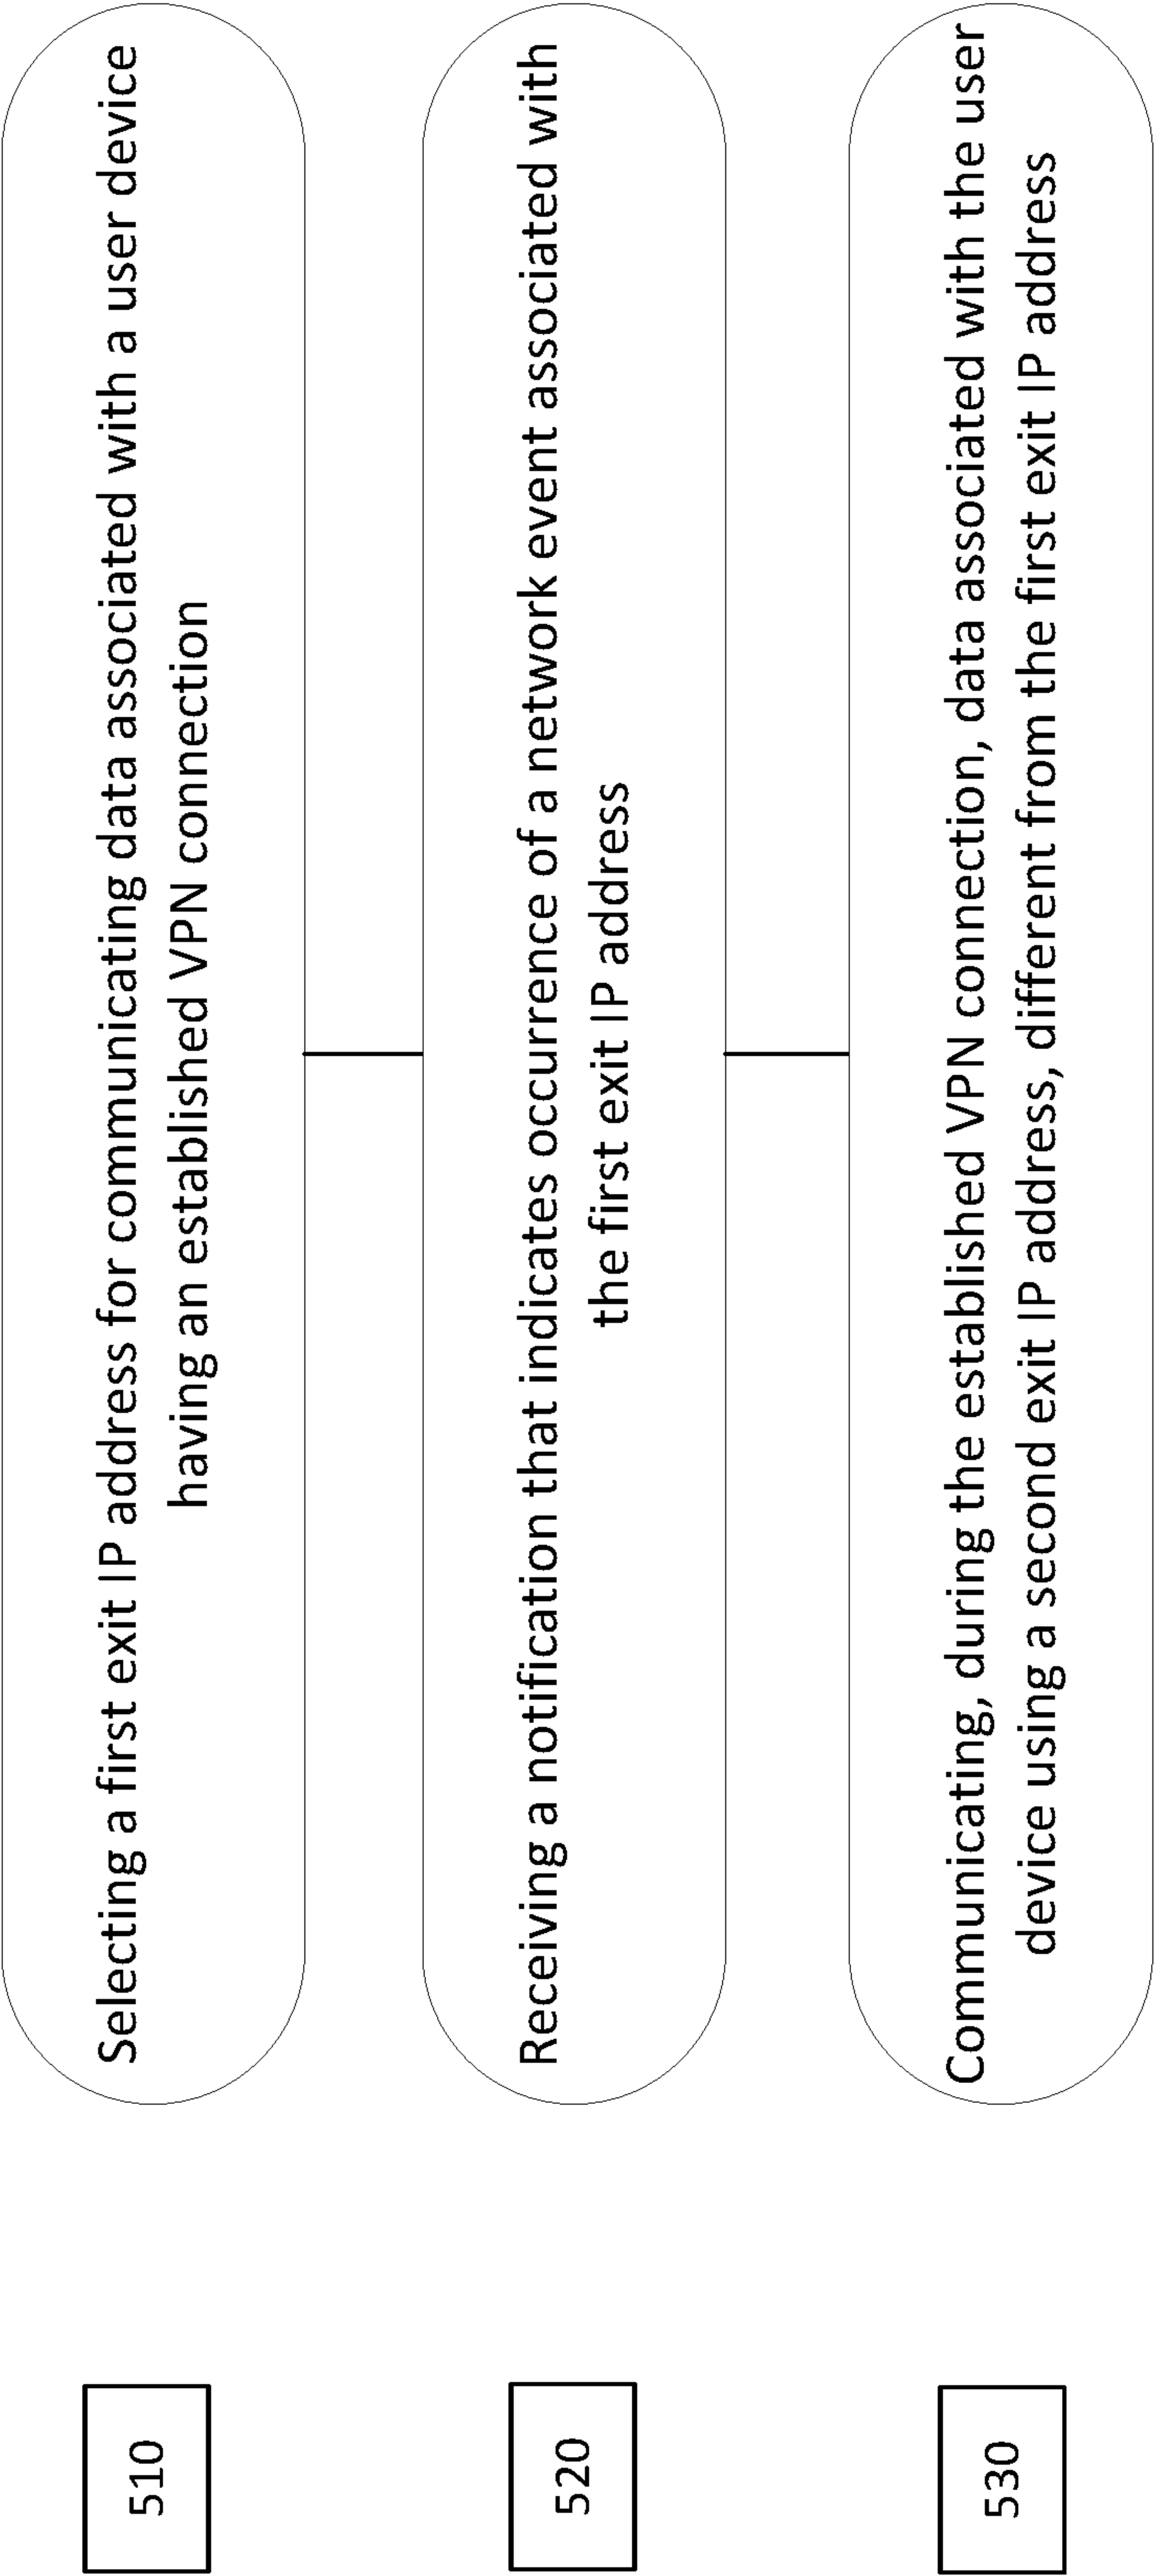 510
Selecting a first exit IP address for communicating data associated with a user device
having an established VPN connection
520
Receiving a notification that indicates occurrence of a network event associated with
the first exit IP address
530
Communicating, during the established VPN connection, data associated with the user
device using a second exit IP address, different from the first exit IP address